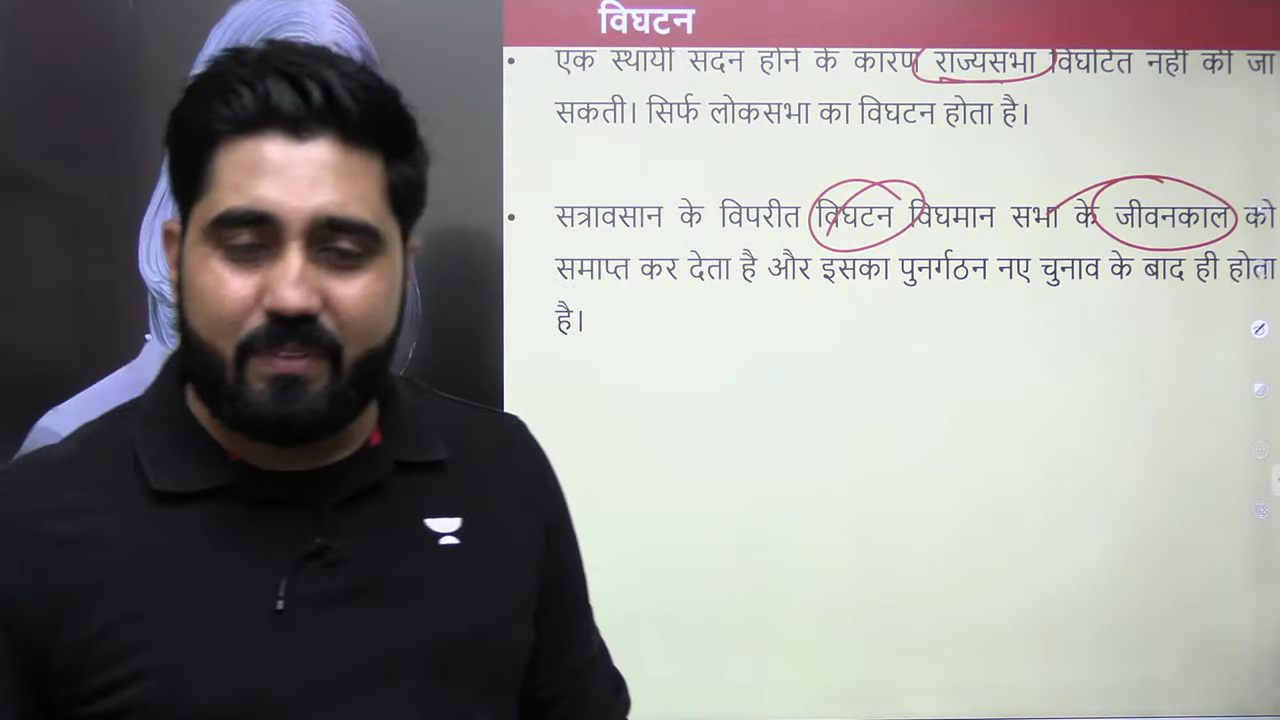 विघटन
• एक स्थायी सदन होने के कारण राज्यसभा विघटित नहीं की जा
सकती। सिर्फ लोकसभा का विघटन होता है।
• सत्रावसान के विपरीत विघटन विघमान सभा के जीवनकाल को
समाप्त कर देता है और इसका पुनर्गठन नए चुनाव के बाद ही होता
है।